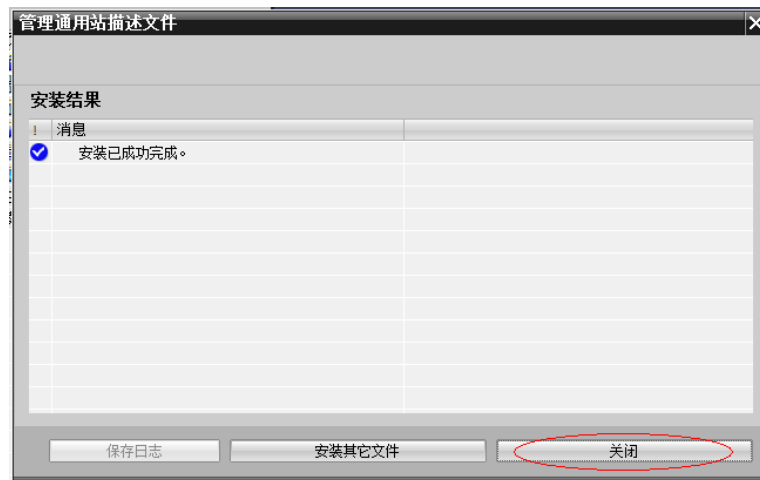 管理通用站描述文件
安装结果
! 消息
安装已成功完成。
保存日志 安装其它文件 关闭